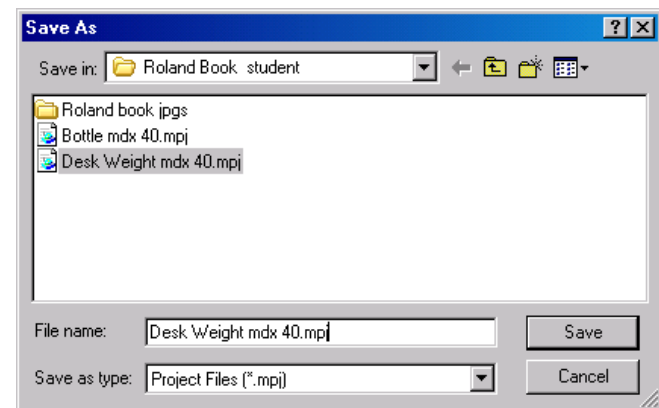 Save As
Save in: Roland Book student
Roland book jpgs
Bottle mdx 40.mpj
Desk Weight mdx 40.mpj
File name: Desk Weight mdx 40.mpj Save
Save as type: Project Files (*.mpj) Cancel